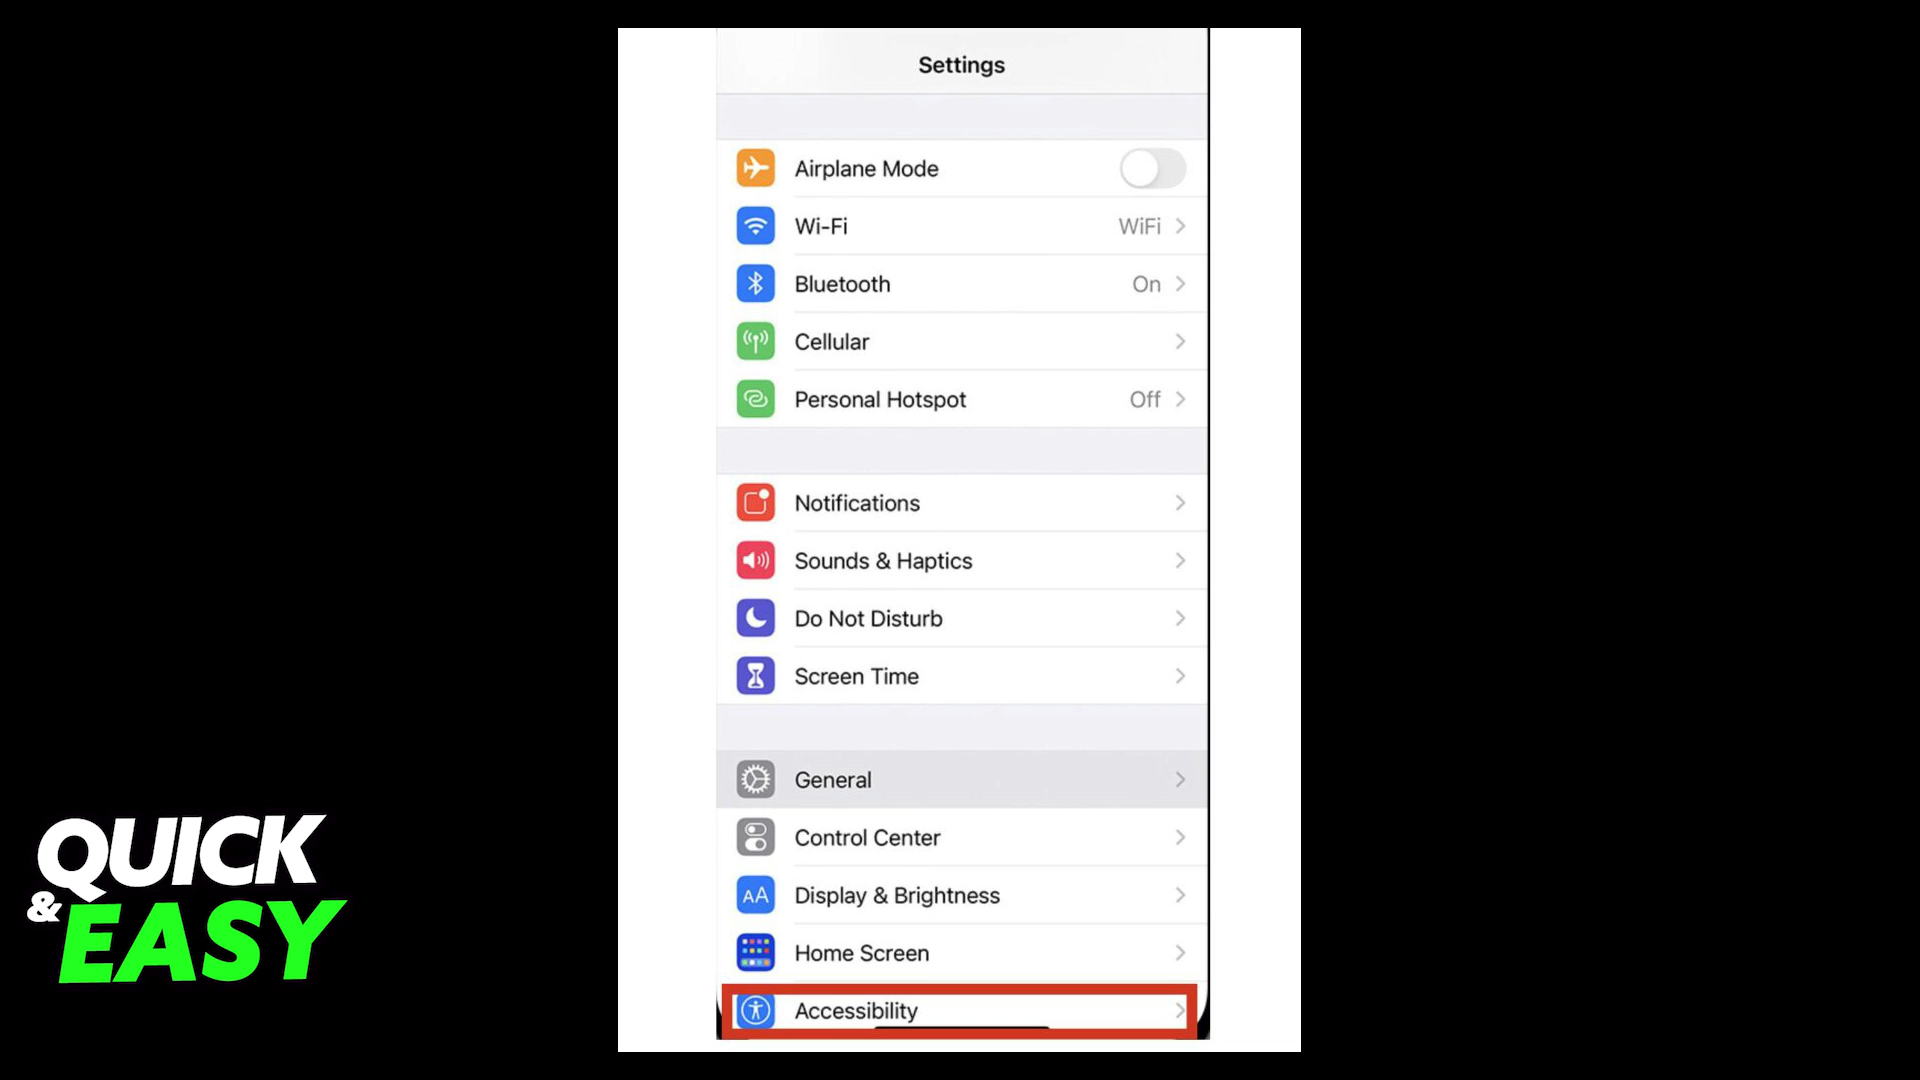 Settings
Airplane Mode
Wi-Fi WiFi
Bluetooth On
Cellular
Personal Hotspot Off
Notifications
Sounds & Haptics
Do Not Disturb
Screen Time
General
Control Center
AA Display & Brightness
Home Screen
Accessibility
QUICK
& EASY